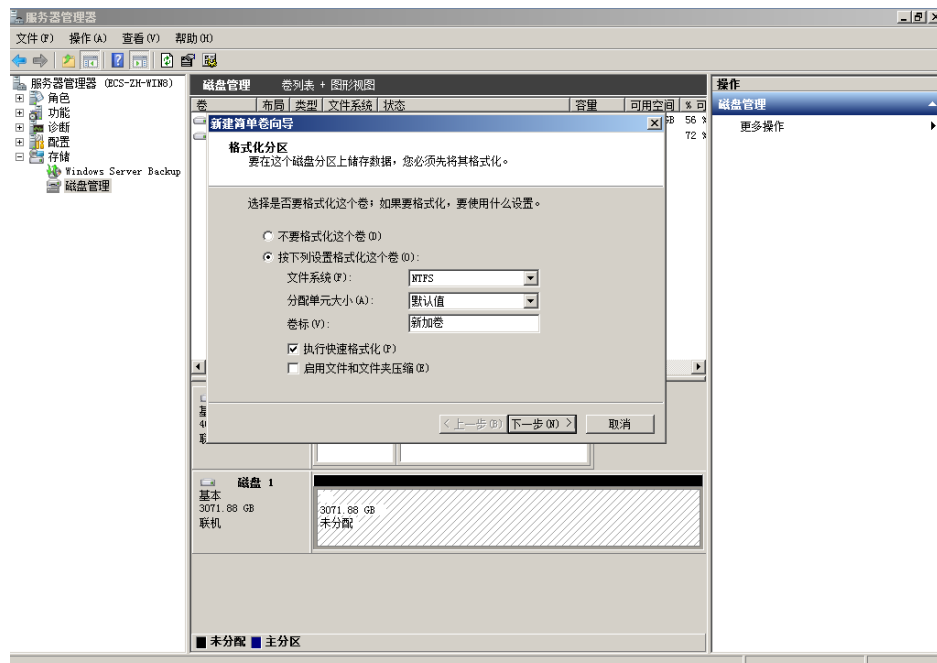 服务器管理器
文件(F) 操作(A) 查看(V) 帮助(H)
服务器管理器 (ECS-ZH-WIN8)
角色
功能
诊断
配置
存储
Windows Server Backup
磁盘管理
磁盘管理 卷列表 + 图形视图
卷 布局 类型 文件系统 状态 容量 可用空间 % 可
GB 56 %
72 %
新建简单卷向导
格式化分区
要在这个磁盘分区上储存数据，您必须先将其格式化。
选择是否要格式化这个卷；如果要格式化，要使用什么设置。
不要格式化这个卷(D)
按下列设置格式化这个卷(O):
文件系统(F): NTFS
分配单元大小(A): 默认值
卷标(V): 新加卷
执行快速格式化(P)
启用文件和文件夹压缩(E)
< 上一步(B) 下一步(N) > 取消
磁盘 1
基本
3071.88 GB
联机
3071.88 GB
未分配
未分配 主分区
操作
磁盘管理
更多操作